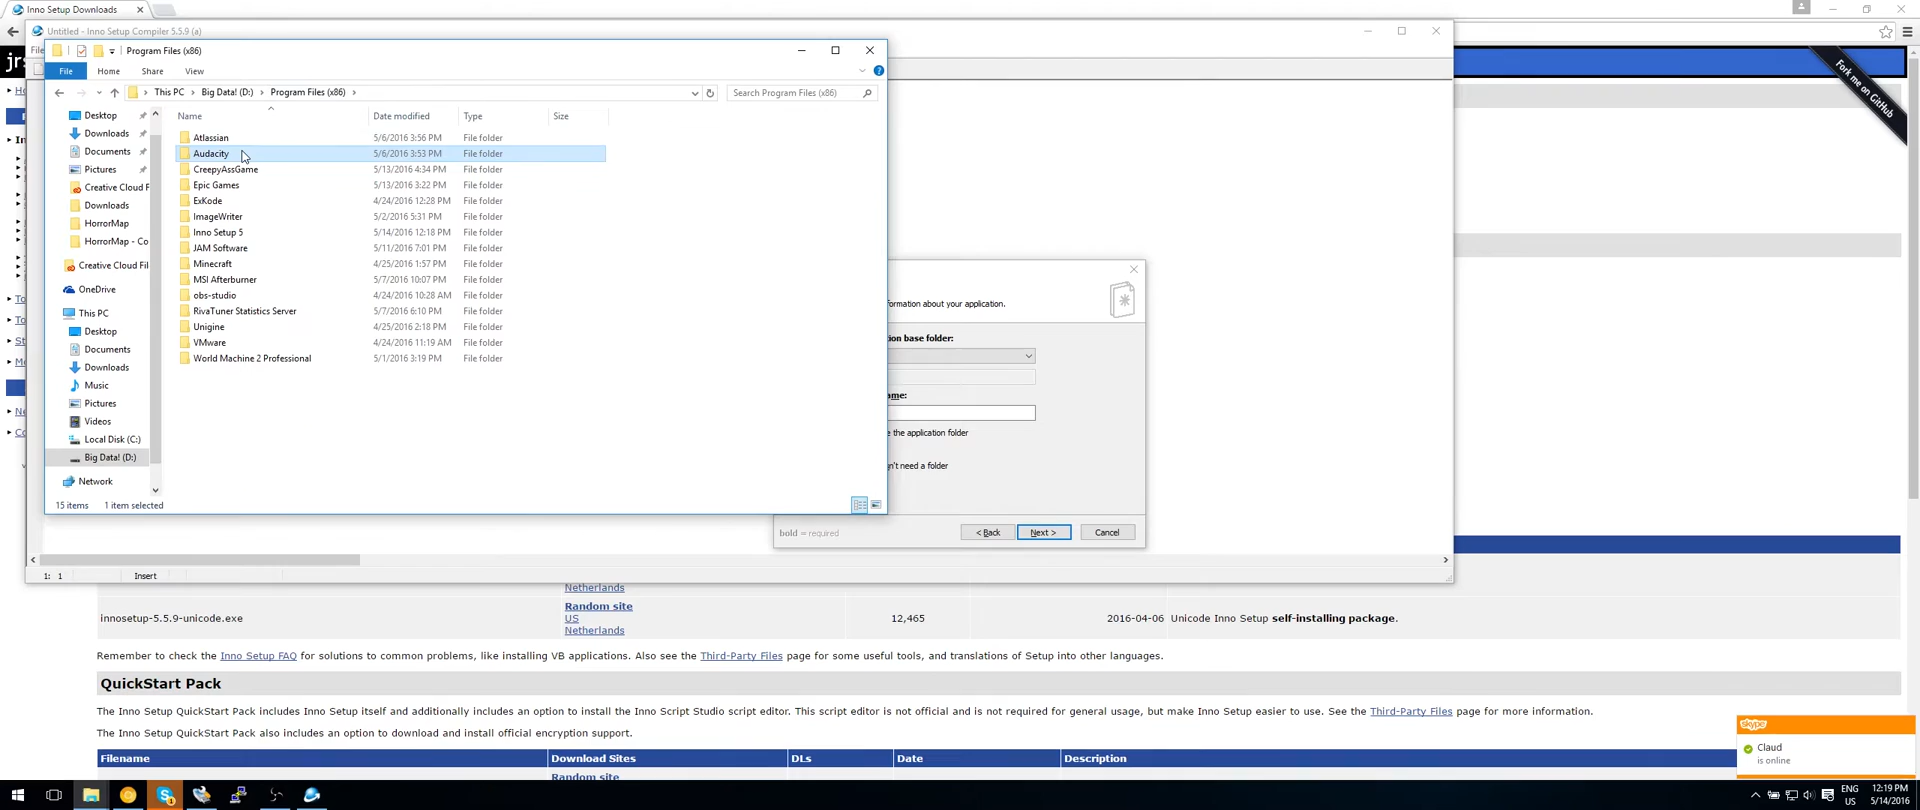 Inno Setup Downloads
Untitled - Inno Setup Compiler 5.5.9 (a)
Program Files (x86)
File Home Share View
This PC > Big Data! (D:) > Program Files (x86) >
Search Program Files (x86)
Name Date modified Type Size
Desktop
Downloads
Documents
Pictures
Creative Cloud F
Downloads
HorrorMap
HorrorMap - Co
Creative Cloud Fil
OneDrive
This PC
Desktop
Documents
Downloads
Music
Pictures
Videos
Local Disk (C:)
Big Data! (D:)
Network
Atlassian 5/6/2016 3:56 PM File folder
Audacity 5/6/2016 3:53 PM File folder
CreepyAssGame 5/13/2016 4:34 PM File folder
Epic Games 5/13/2016 3:22 PM File folder
ExKode 4/24/2016 12:28 PM File folder
ImageWriter 5/2/2016 5:31 PM File folder
Inno Setup 5 5/14/2016 12:18 PM File folder
JAM Software 5/11/2016 7:01 PM File folder
Minecraft 4/25/2016 1:57 PM File folder
MSI Afterburner 5/7/2016 10:07 PM File folder
obs-studio 4/24/2016 10:28 AM File folder
RivaTuner Statistics Server 5/7/2016 6:10 PM File folder
Unigine 4/25/2016 2:18 PM File folder
VMware 4/24/2016 11:19 AM File folder
World Machine 2 Professional 5/1/2016 3:19 PM File folder
15 items 1 item selected
Fork me on GitHub
formation about your application.
ion base folder:
ame:
e the application folder
n't need a folder
bold = required
< Back Next > Cancel
1: 1 Insert
Netherlands
innosetup-5.5.9-unicode.exe
Random site
US
Netherlands
12,465
2016-04-06
Unicode Inno Setup self-installing package.
Remember to check the Inno Setup FAQ for solutions to common problems, like installing VB applications. Also see the Third-Party Files page for some useful tools, and translations of Setup into other languages.
QuickStart Pack
The Inno Setup QuickStart Pack includes Inno Setup itself and additionally includes an option to install the Inno Script Studio script editor. This script editor is not official and is not required for general usage, but make Inno Setup easier to use. See the Third-Party Files page for more information.
The Inno Setup QuickStart Pack also includes an option to download and install official encryption support.
Filename Download Sites DLs Date Description
Random site
skype
Claud
is online
ENG
US
12:19 PM
5/14/2016